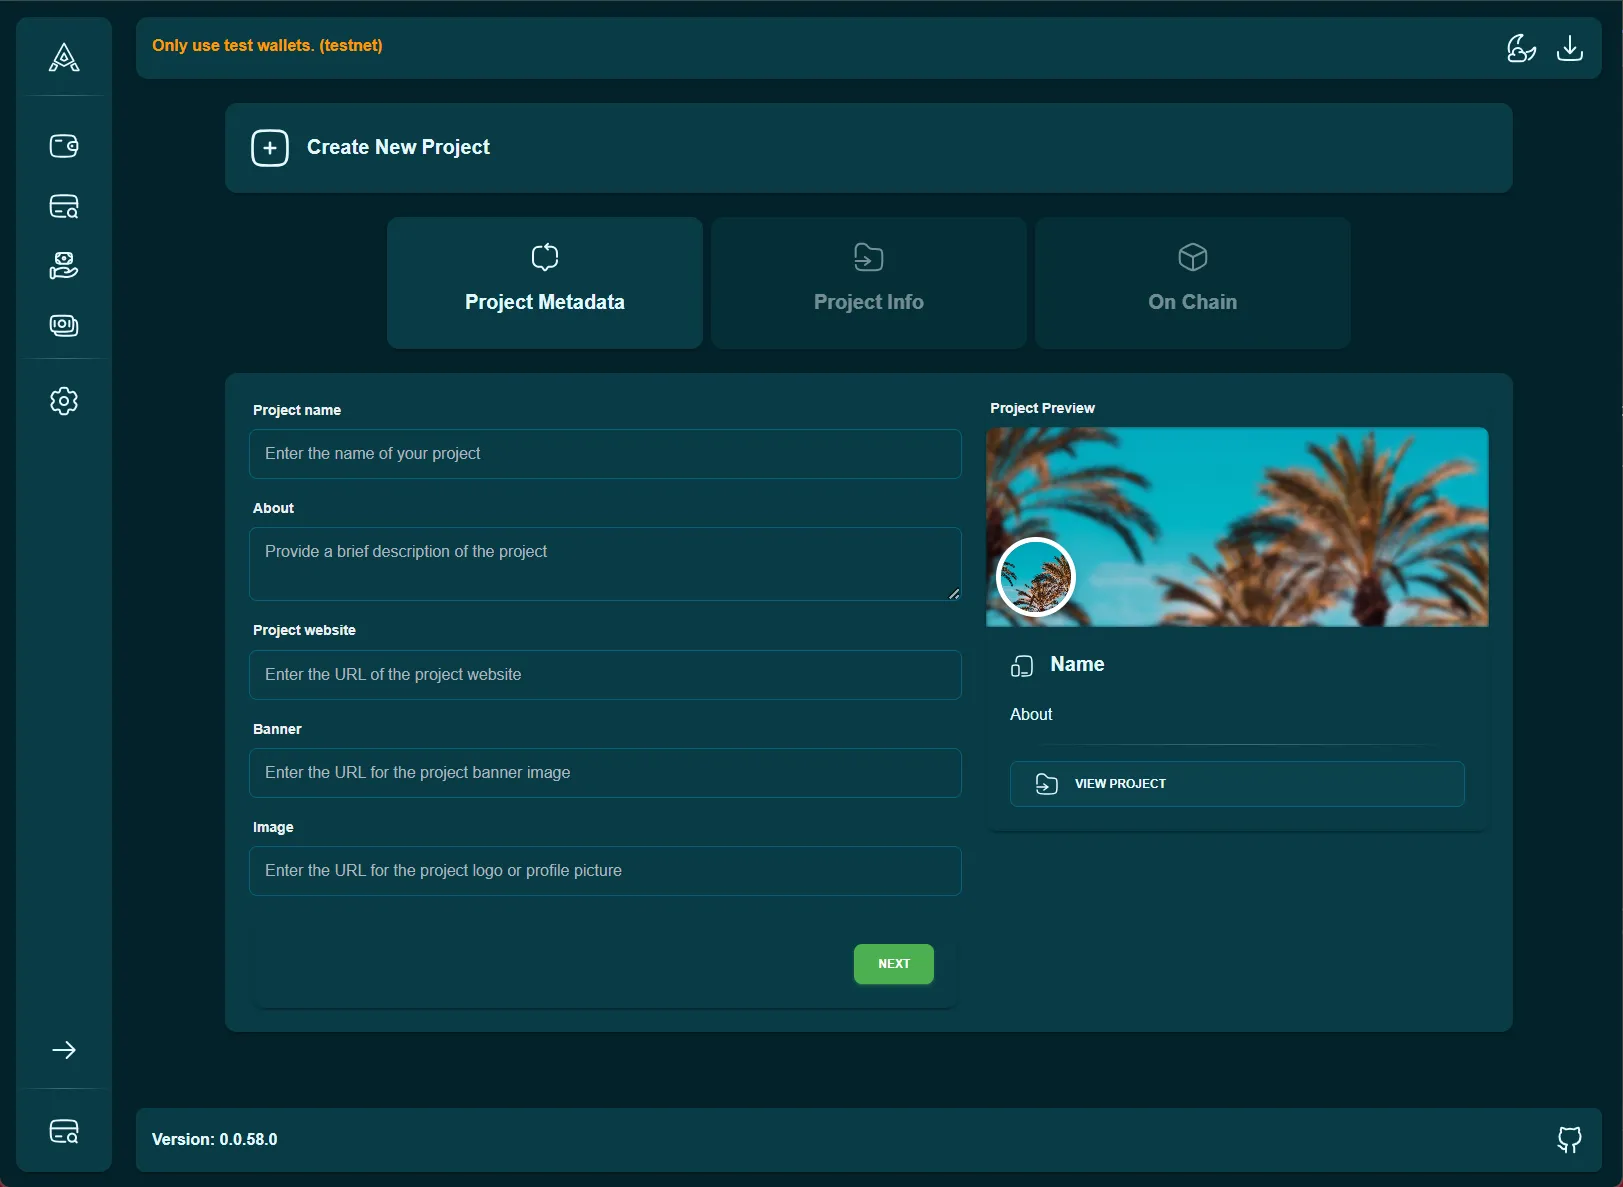 Only use test wallets. (testnet)
Create New Project
Project Metadata
Project Info
On Chain
Project name
Enter the name of your project
About
Provide a brief description of the project
Project website
Enter the URL of the project website
Banner
Enter the URL for the project banner image
Image
Enter the URL for the project logo or profile picture
NEXT
Project Preview
Name
About
VIEW PROJECT
Version: 0.0.58.0